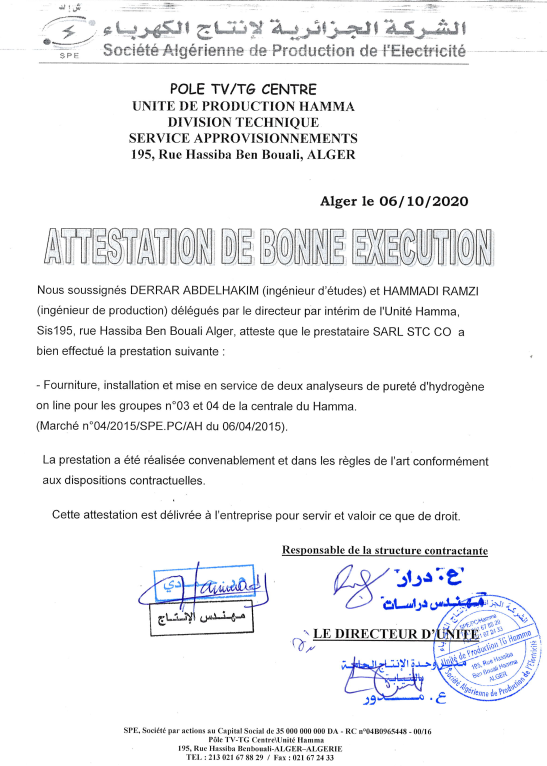 ش.إ.ك
الشركة الجزائرية لإنتاج الكهرباء
SPE
Société Algérienne de Production de l'Electricité
POLE TV/TG CENTRE
UNITE DE PRODUCTION HAMMA
DIVISION TECHNIQUE
SERVICE APPROVISIONNEMENTS
195, Rue Hassiba Ben Bouali, ALGER
Alger le 06/10/2020
ATTESTATION DE BONNE EXECUTION
Nous soussignés DERRAR ABDELHAKIM (ingénieur d'études) et HAMMADI RAMZI
(ingénieur de production) délégués par le directeur par intérim de l'Unité Hamma,
Sis195, rue Hassiba Ben Bouali Alger, atteste que le prestataire SARL STC CO a
bien effectué la prestation suivante :
- Fourniture, installation et mise en service de deux analyseurs de pureté d'hydrogène
on line pour les groupes n°03 et 04 de la centrale du Hamma.
(Marché n°04/2015/SPE.PC/AH du 06/04/2015).
La prestation a été réalisée convenablement et dans les règles de l'art conformément
aux dispositions contractuelles.
Cette attestation est délivrée à l'entreprise pour servir et valoir ce que de droit.
Responsable de la structure contractante
ع. درار
مهندس دراسات
مهندس الإنتاج
LE DIRECTEUR D'UNITE
مدير وحدة الإنتاج الحامة
بالنيابة
ع. مدور
SPE.PC/Hamma
Unité de Production TG Hamma
195, Rue Hassiba
Ben Bouali Hamma
ALGER
Société Algérienne de Production de l'Electricité
SPE, Société par actions au Capital Social de 35 000 000 000 DA - RC n°04B0965448 - 00/16
Pôle TV-TG Centre\Unité Hamma
195, Rue Hassiba Benbouali-ALGER–ALGERIE
TEL : 213 021 67 88 29 / Fax : 021 67 24 33